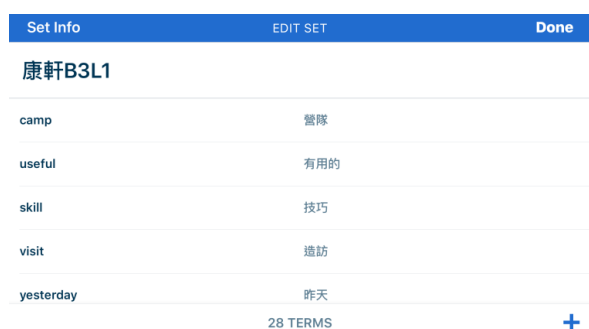 Set Info EDIT SET Done
康軒B3L1
camp 營隊
useful 有用的
skill 技巧
visit 造訪
yesterday 昨天
28 TERMS +